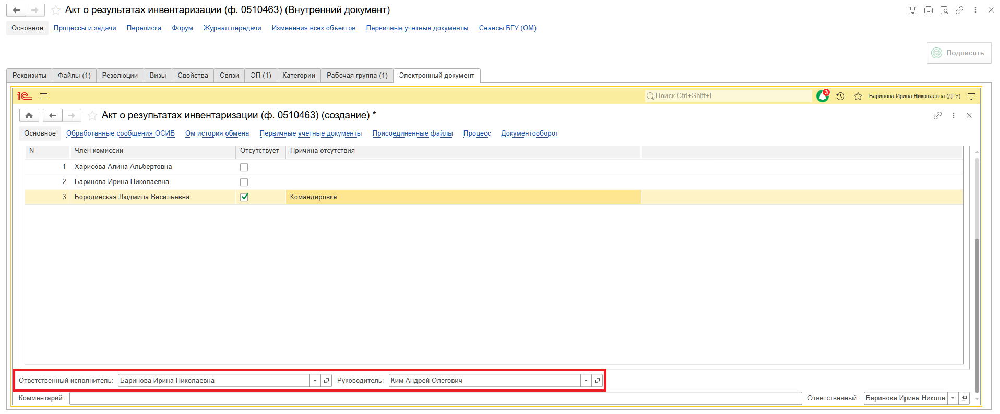 Акт о результатах инвентаризации (ф. 0510463) (Внутренний документ)
Основное Процессы и задачи Переписка Форум Журнал передачи Изменения всех объектов Первичные учетные документы Сеансы БГУ (ОМ)
Подписать
Реквизиты Файлы (1) Резолюции Визы Свойства Связи ЭП (1) Категории Рабочая группа (1) Электронный документ
1С Поиск Ctrl+Shift+F 3 Баринова Ирина Николаевна (ДГУ)
Акт о результатах инвентаризации (ф. 0510463) (создание) *
Основное Обработанные сообщения ОСИБ Ом история обмена Первичные учетные документы Присоединенные файлы Процесс Документооборот
N Член комиссии Отсутствует Причина отсутствия
1 Харисова Алина Альбертовна
2 Баринова Ирина Николаевна
3 Бородинская Людмила Васильевна Командировка
Ответственный исполнитель: Баринова Ирина Николаевна Руководитель: Ким Андрей Олегович
Комментарий: Ответственный: Баринова Ирина Никола